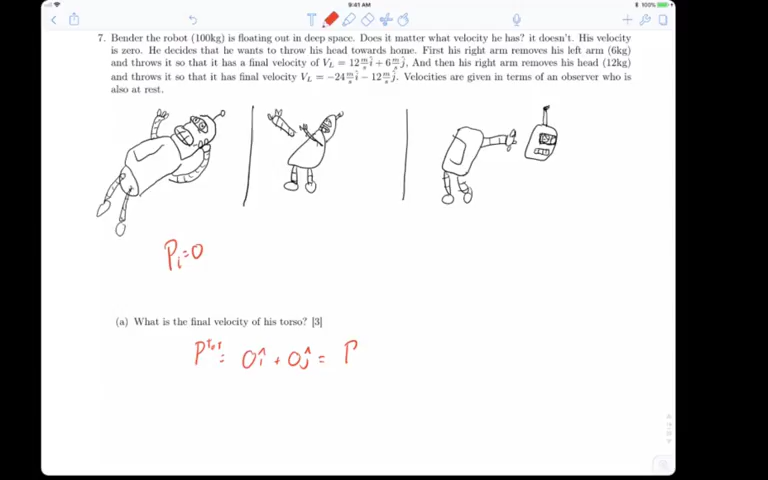 9:41 AM
100%
7. Bender the robot (100kg) is floating out in deep space. Does it matter what velocity he has? it doesn't. His velocity
is zero. He decides that he wants to throw his head towards home. First his right arm removes his left arm (6kg)
and throws it so that it has a final velocity of V_L = 12 m/s î + 6 m/s ĵ, And then his right arm removes his head (12kg)
and throws it so that it has final velocity V_L = −24 m/s î − 12 m/s ĵ. Velocities are given in terms of an observer who is
also at rest.
P_i = 0
(a) What is the final velocity of his torso? [3]
P^Tot = 0î + 0ĵ = P